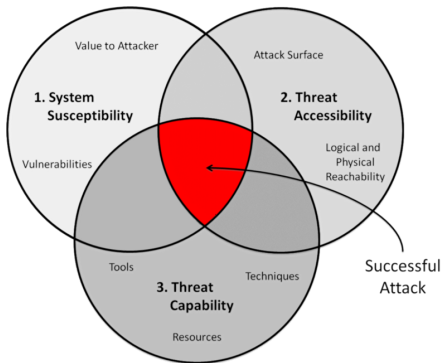 Value to Attacker
1. System
Susceptibility
Vulnerabilities
Attack Surface
2. Threat
Accessibility
Logical and
Physical
Reachability
Tools
Techniques
3. Threat
Capability
Resources
Successful
Attack